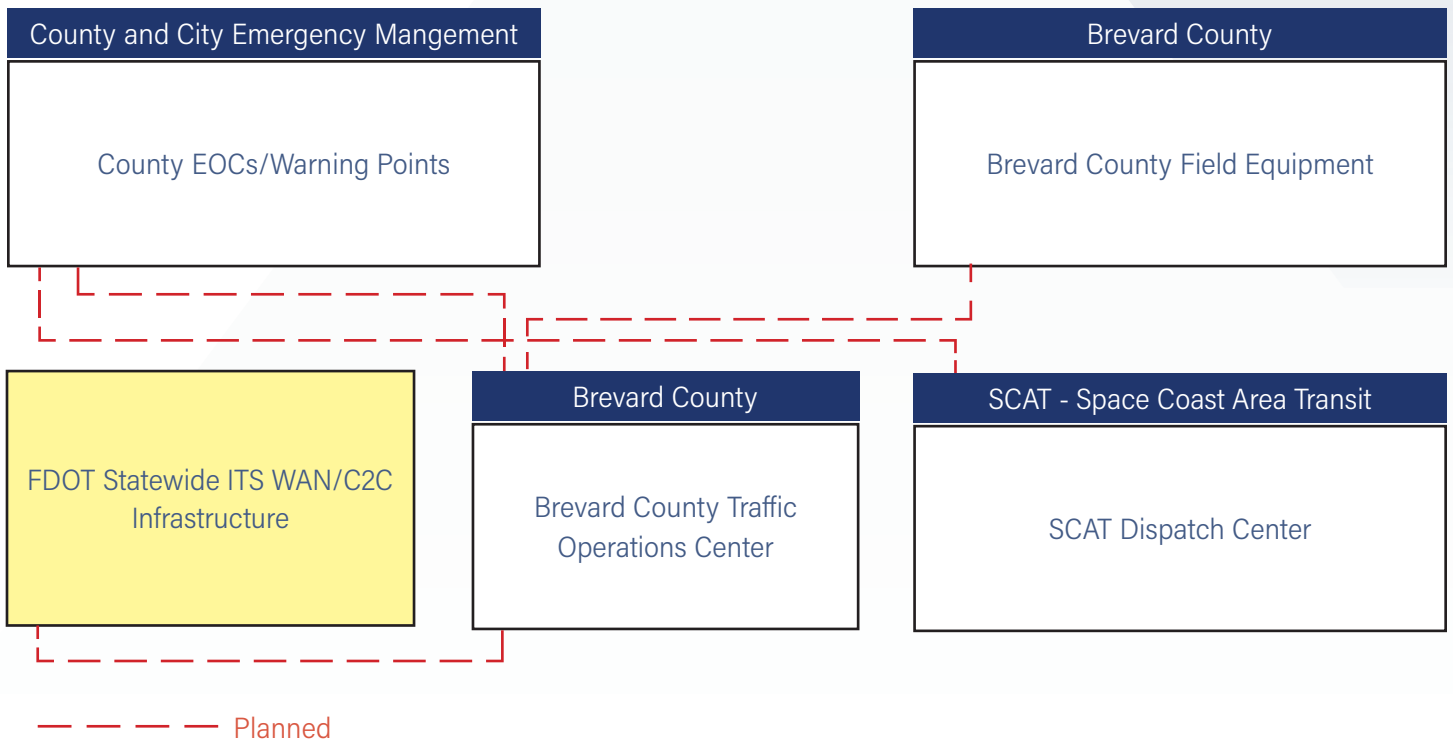 County and City Emergency Mangement
County EOCs/Warning Points
Brevard County
Brevard County Field Equipment
FDOT Statewide ITS WAN/C2C
Infrastructure
Brevard County
Brevard County Traffic
Operations Center
SCAT - Space Coast Area Transit
SCAT Dispatch Center
Planned